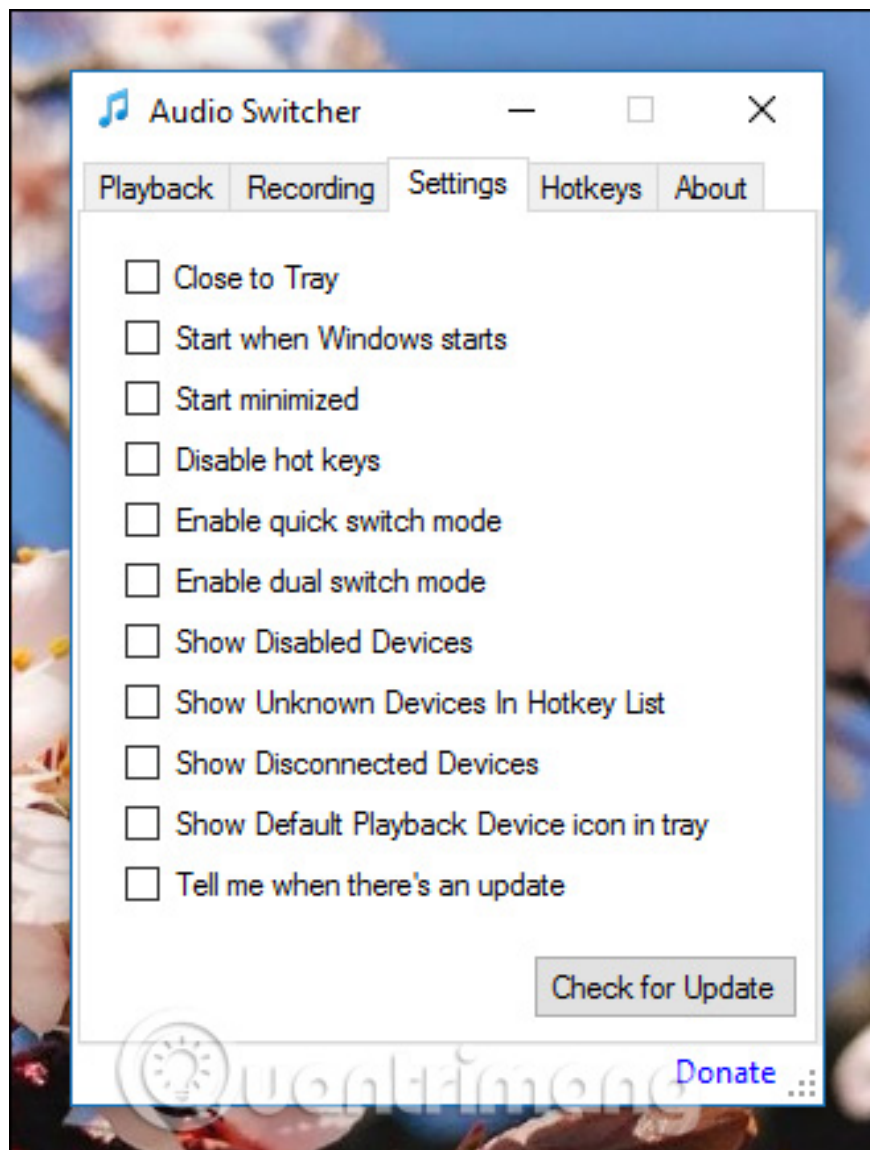 Audio Switcher
Playback Recording Settings Hotkeys About
Close to Tray
Start when Windows starts
Start minimized
Disable hot keys
Enable quick switch mode
Enable dual switch mode
Show Disabled Devices
Show Unknown Devices In Hotkey List
Show Disconnected Devices
Show Default Playback Device icon in tray
Tell me when there's an update
Check for Update
Donate
Quantrimang